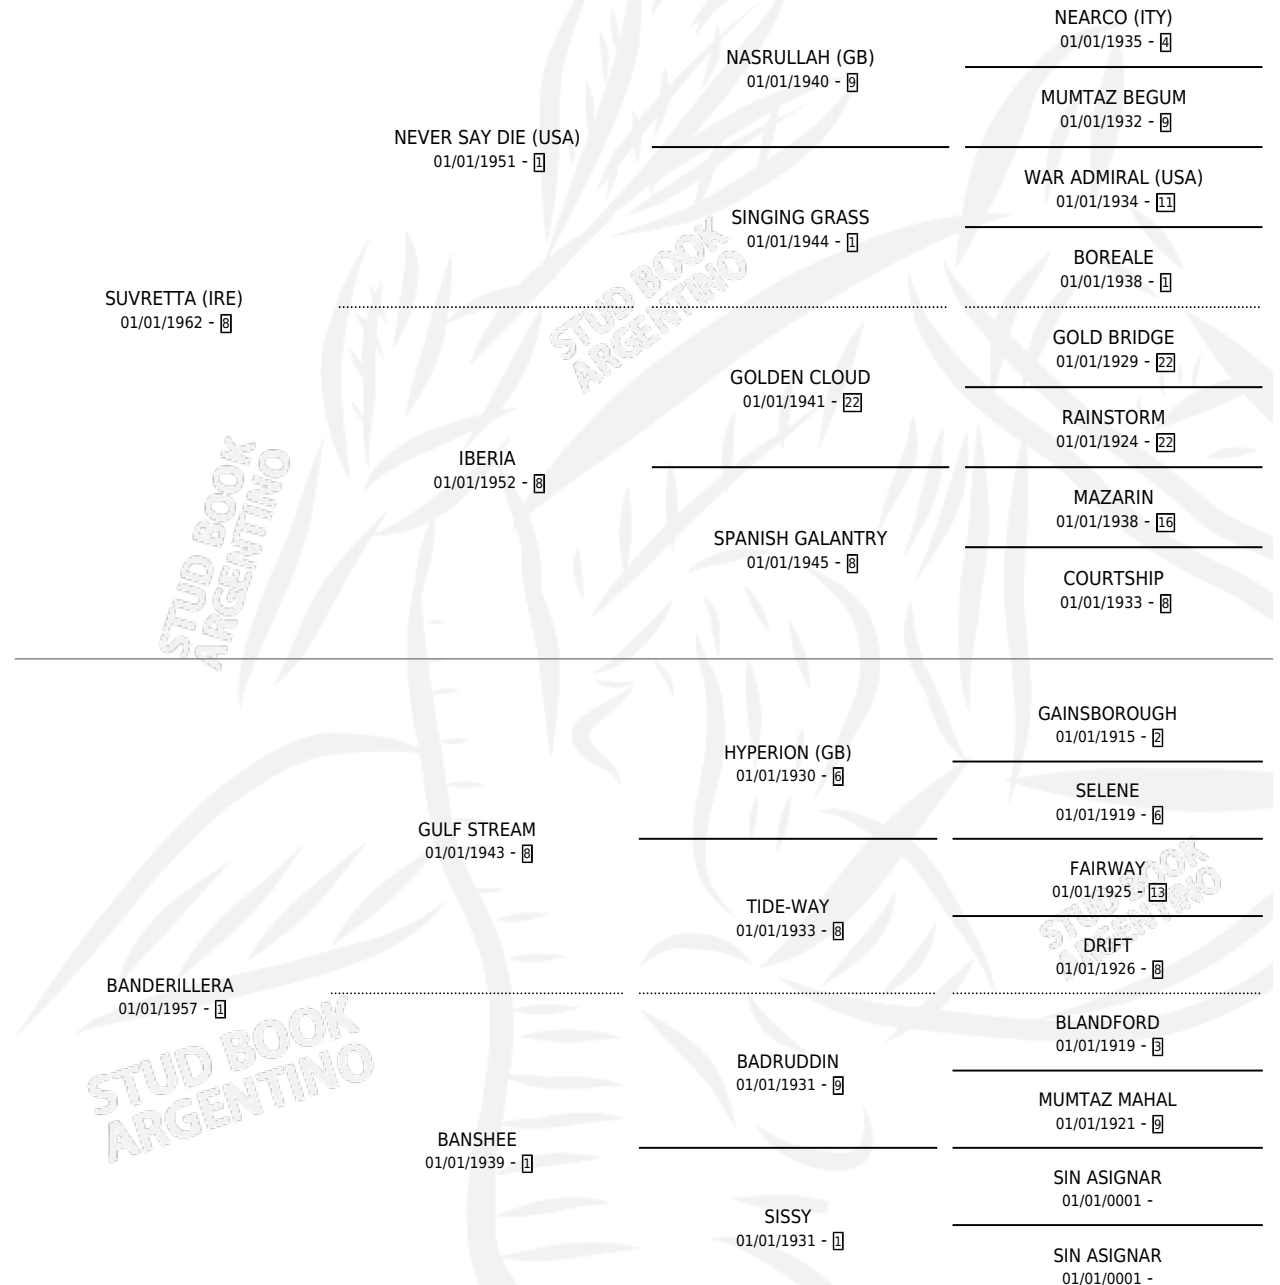 NEARCO (ITY)
01/01/1935 - 4
NASRULLAH (GB)
01/01/1940 - 9
MUMTAZ BEGUM
01/01/1932 - 9
NEVER SAY DIE (USA)
01/01/1951 - 1
WAR ADMIRAL (USA)
01/01/1934 - 11
SINGING GRASS
01/01/1944 - 1
BOREALE
01/01/1938 - 1
SUVRETTA (IRE)
01/01/1962 - 8
GOLD BRIDGE
01/01/1929 - 22
GOLDEN CLOUD
01/01/1941 - 22
RAINSTORM
01/01/1924 - 22
IBERIA
01/01/1952 - 8
MAZARIN
01/01/1938 - 16
SPANISH GALANTRY
01/01/1945 - 8
COURTSHIP
01/01/1933 - 8
GAINSBOROUGH
01/01/1915 - 2
HYPERION (GB)
01/01/1930 - 6
SELENE
01/01/1919 - 6
GULF STREAM
01/01/1943 - 8
FAIRWAY
01/01/1925 - 13
TIDE-WAY
01/01/1933 - 8
DRIFT
01/01/1926 - 8
BANDERILLERA
01/01/1957 - 1
BLANDFORD
01/01/1919 - 3
BADRUDDIN
01/01/1931 - 9
MUMTAZ MAHAL
01/01/1921 - 9
BANSHEE
01/01/1939 - 1
SIN ASIGNAR
01/01/0001 -
SISSY
01/01/1931 - 1
SIN ASIGNAR
01/01/0001 -
STUD BOOK
ARGENTINO
STUD BOOK
ARGENTINO
STUD BOOK
ARGENTINO
STUD BOOK
ARGENTINO